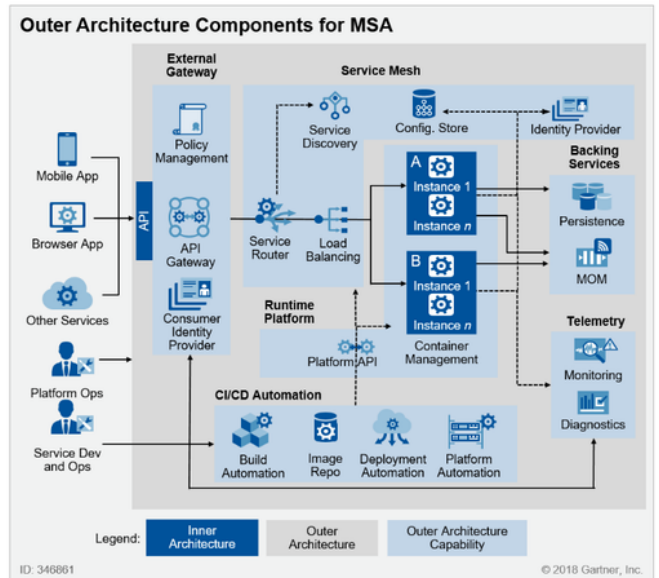 Outer Architecture Components for MSA
External
Gateway
Service Mesh
Policy
Management
Service
Discovery
Config. Store
Identity Provider
Mobile App
Browser App
Other Services
Platform Ops
Service Dev
and Ops
API
API
Gateway
Consumer
Identity
Provider
Service
Router
Load
Balancing
A
Instance 1
Instance n
B
Instance 1
Instance n
Container
Management
Backing
Services
Persistence
MOM
Runtime
Platform
Platform API
Telemetry
Monitoring
Diagnostics
CI/CD Automation
Build
Automation
Image
Repo
Deployment
Automation
Platform
Automation
Legend:
Inner
Architecture
Outer
Architecture
Outer Architecture
Capability
ID: 346861
© 2018 Gartner, Inc.